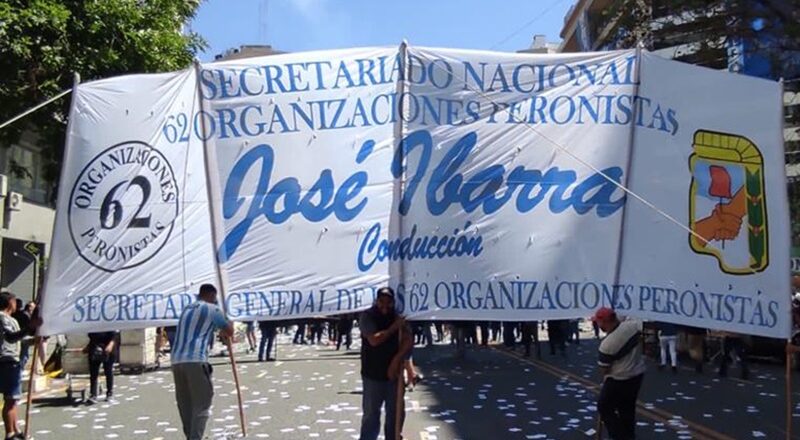 SECRETARIADO NACIONAL
62 ORGANIZACIONES PERONISTAS
José Ibarra
Conducción
SECRETARIO GENERAL DE LAS 62 ORGANIZACIONES PERONISTAS
ORGANIZACIONES
62
PERONISTAS